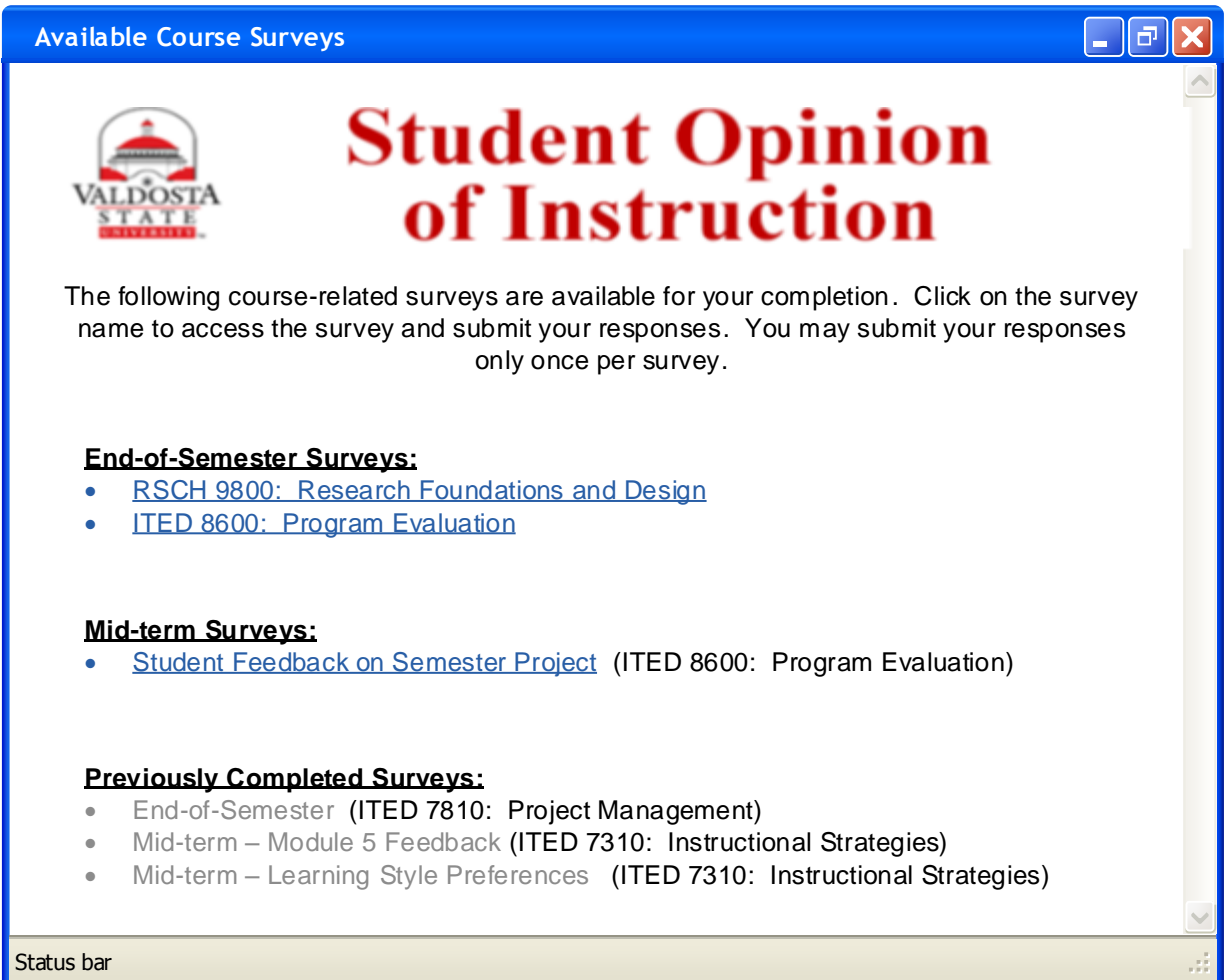 Available Course Surveys
VALDOSTA
STATE
UNIVERSITY
Student Opinion
of Instruction
The following course-related surveys are available for your completion.  Click on the survey
name to access the survey and submit your responses.  You may submit your responses
only once per survey.
End-of-Semester Surveys:
• RSCH 9800:  Research Foundations and Design
• ITED 8600:  Program Evaluation
Mid-term Surveys:
• Student Feedback on Semester Project  (ITED 8600:  Program Evaluation)
Previously Completed Surveys:
• End-of-Semester  (ITED 7810:  Project Management)
• Mid-term – Module 5 Feedback (ITED 7310:  Instructional Strategies)
• Mid-term – Learning Style Preferences   (ITED 7310:  Instructional Strategies)
Status bar